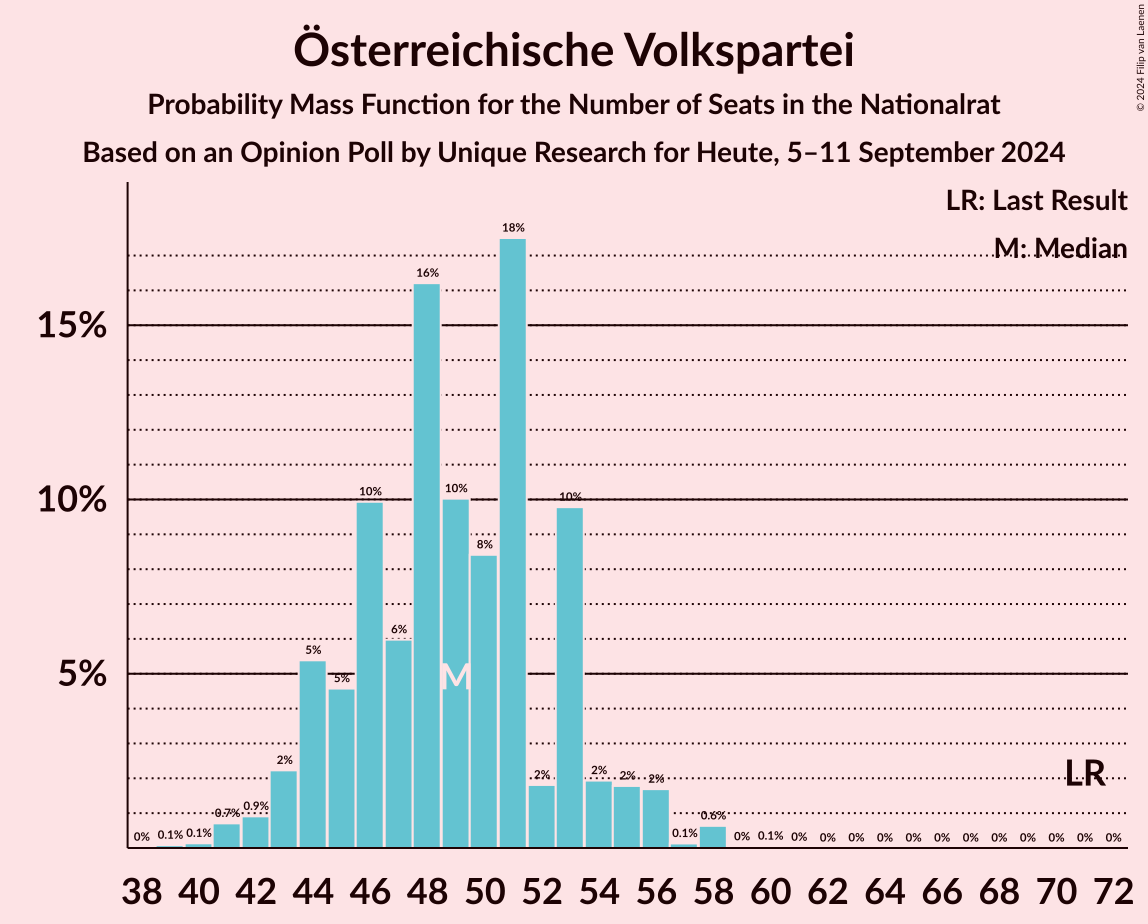 Österreichische Volkspartei
Probability Mass Function for the Number of Seats in the Nationalrat
Based on an Opinion Poll by Unique Research for Heute, 5–11 September 2024
© 2024 Filip van Laenen
LR: Last Result
M: Median
15%
10%
5%
0% 0.1% 0.1% 0.7% 0.9% 2% 5% 5% 10% 6% 16% 10% 8% 18% 2% 10% 2% 2% 2% 0.1% 0.6% 0% 0.1% 0% 0% 0% 0% 0% 0% 0% 0% 0% 0% 0% 0%
M
LR
38 40 42 44 46 48 50 52 54 56 58 60 62 64 66 68 70 72